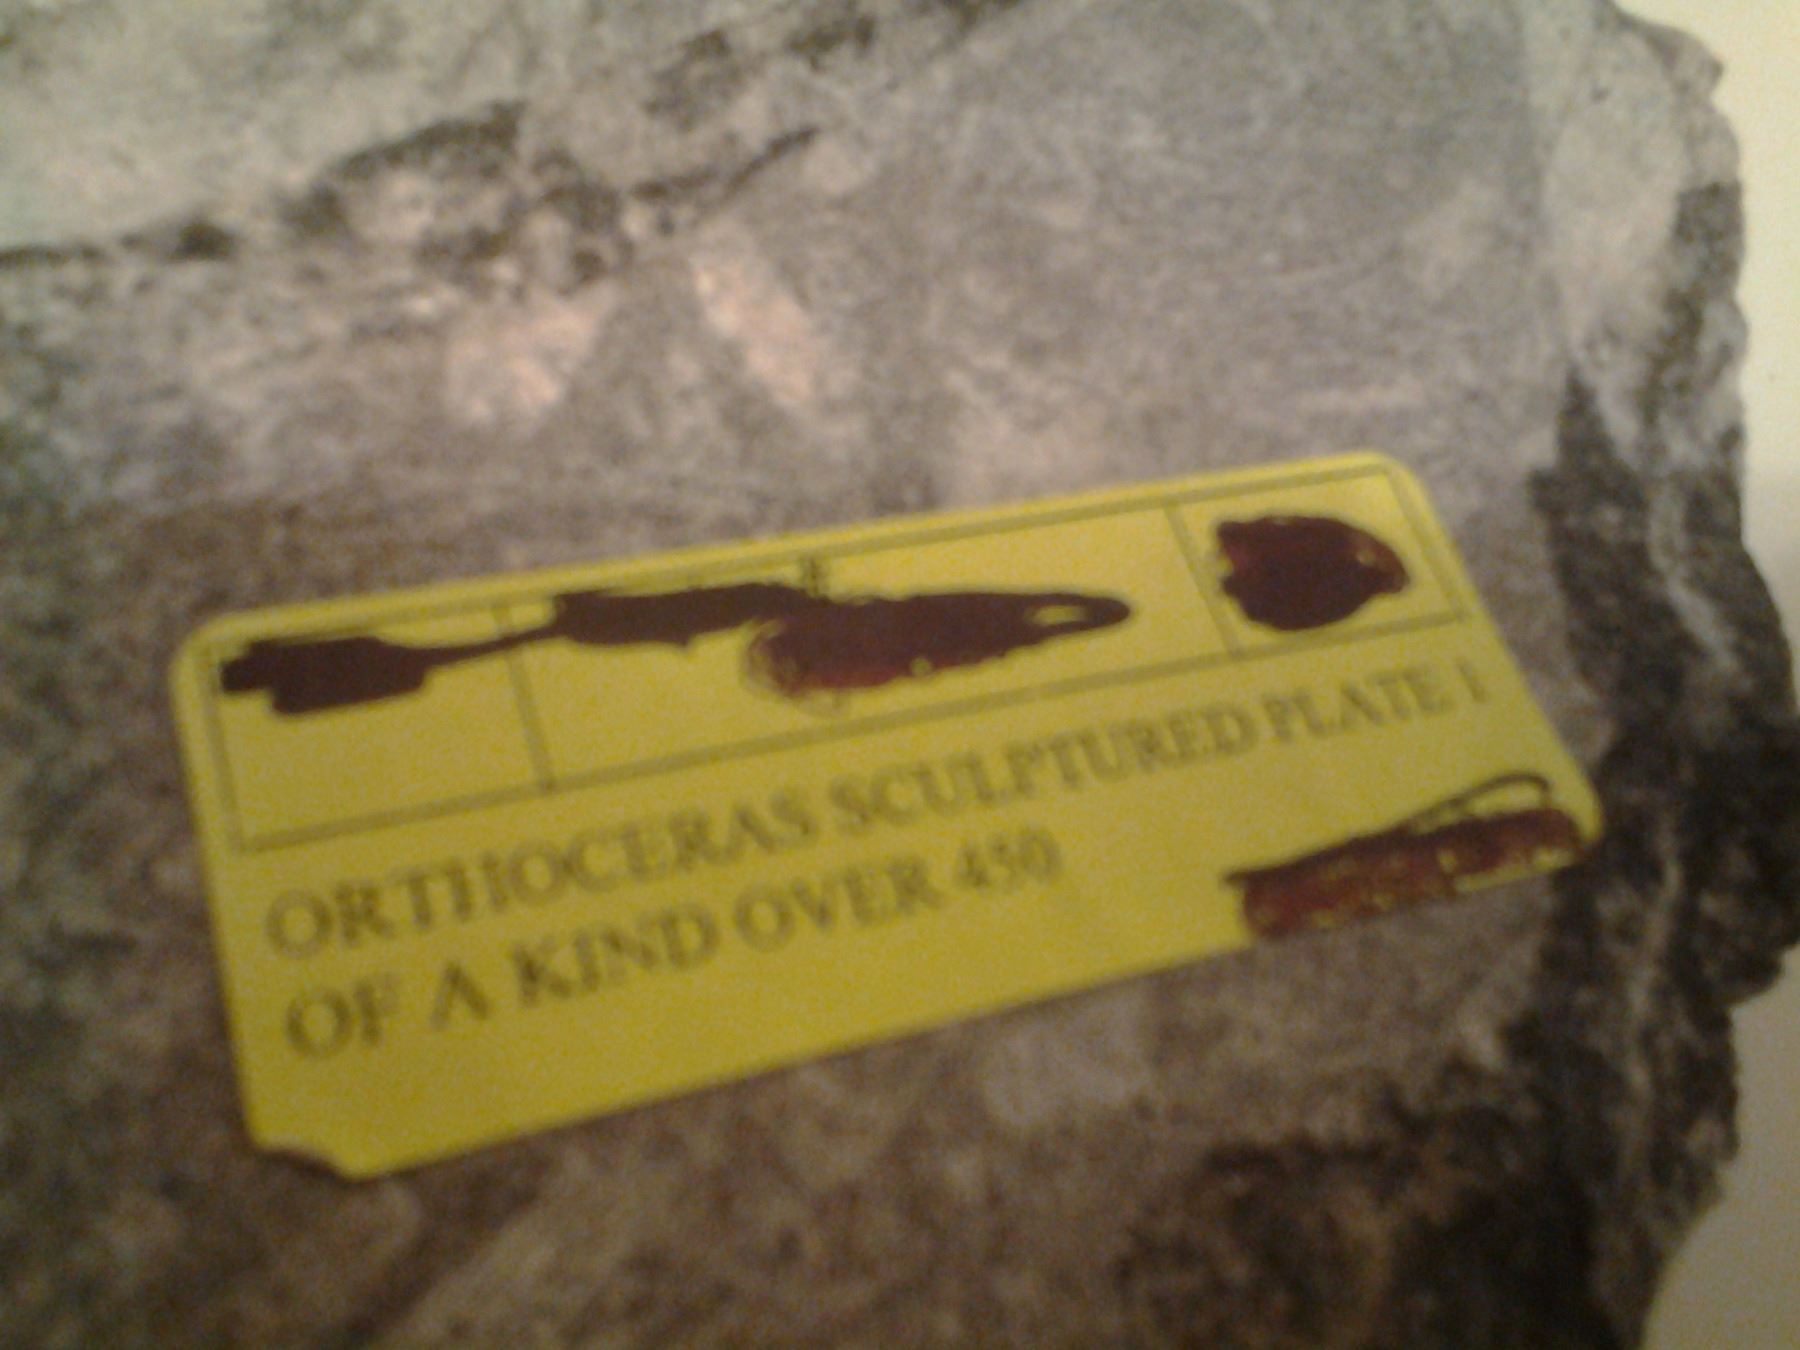 ORTHOCERAS SCULPTURED PLATE 1
OF A KIND OVER 450